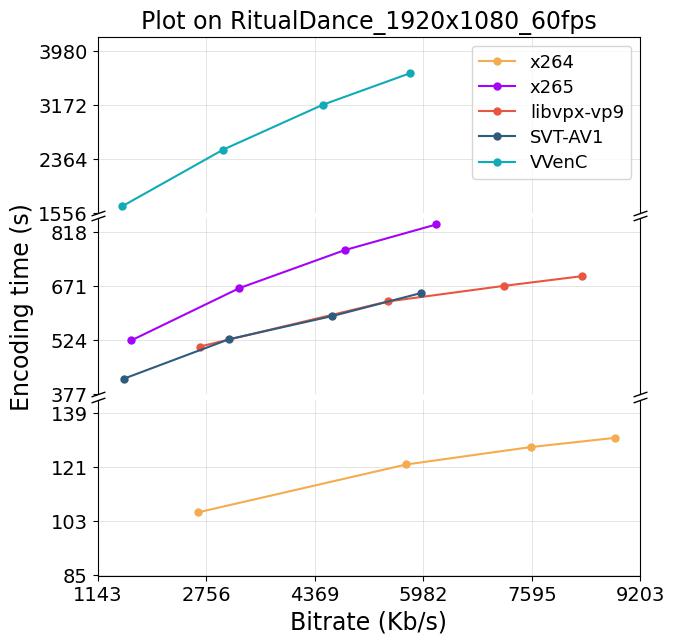 Plot on RitualDance_1920x1080_60fps
3980
3172
2364
1556
x264
x265
libvpx-vp9
SVT-AV1
VVenC
818
671
524
377
139
121
103
85
Encoding time (s)
1143 2756 4369 5982 7595 9203
Bitrate (Kb/s)